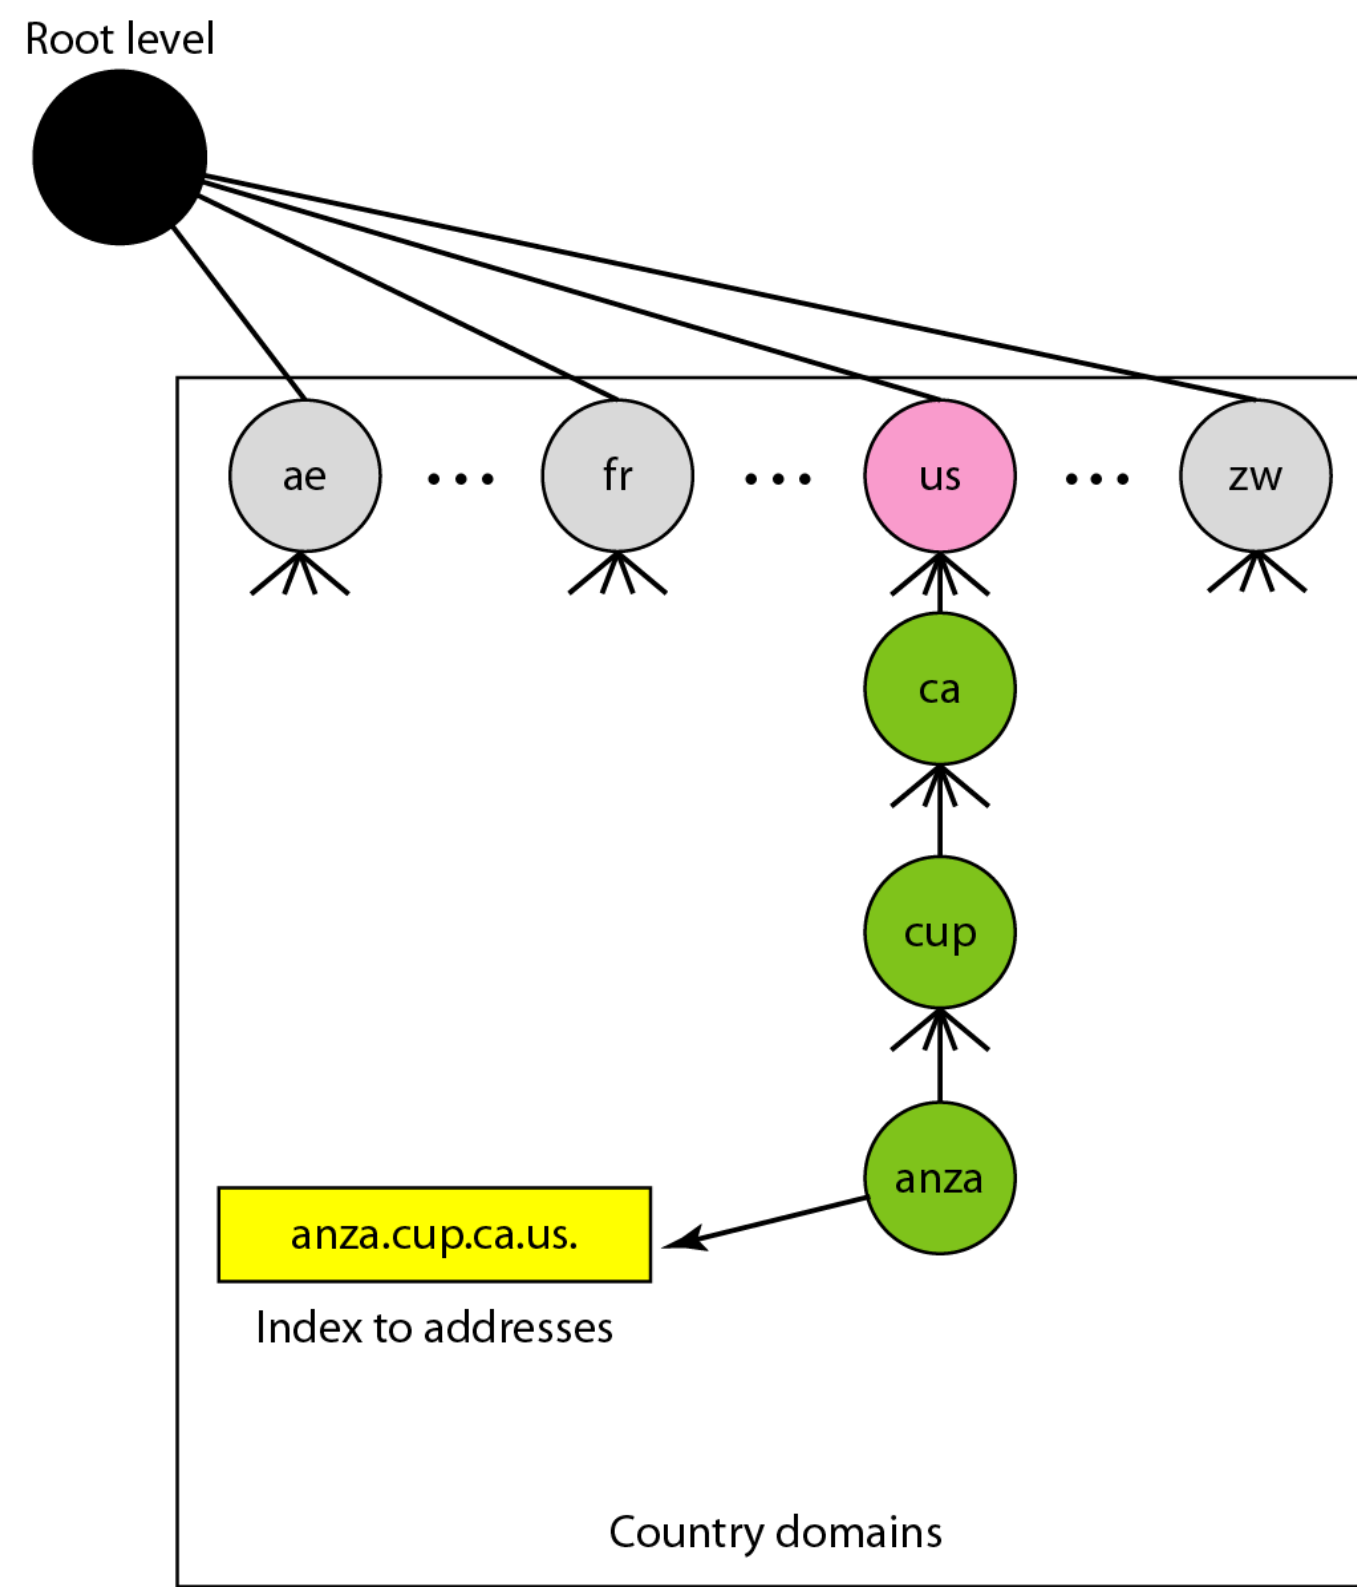 Root level
ae ••• fr ••• us ••• zw
ca
cup
anza
anza.cup.ca.us.
Index to addresses
Country domains